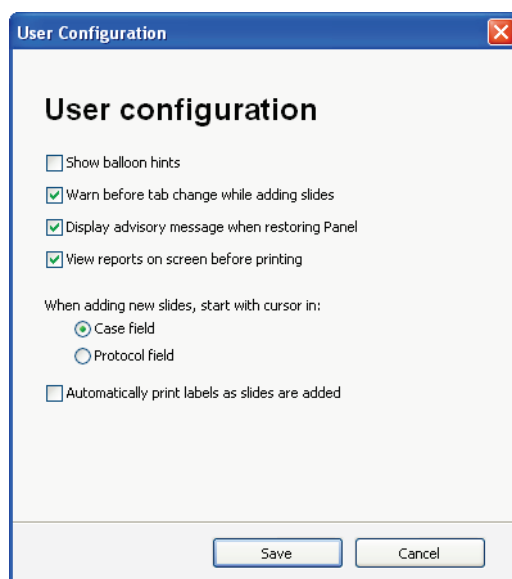 User Configuration
User configuration
Show balloon hints
Warn before tab change while adding slides
Display advisory message when restoring Panel
View reports on screen before printing
When adding new slides, start with cursor in:
Case field
Protocol field
Automatically print labels as slides are added
Save Cancel